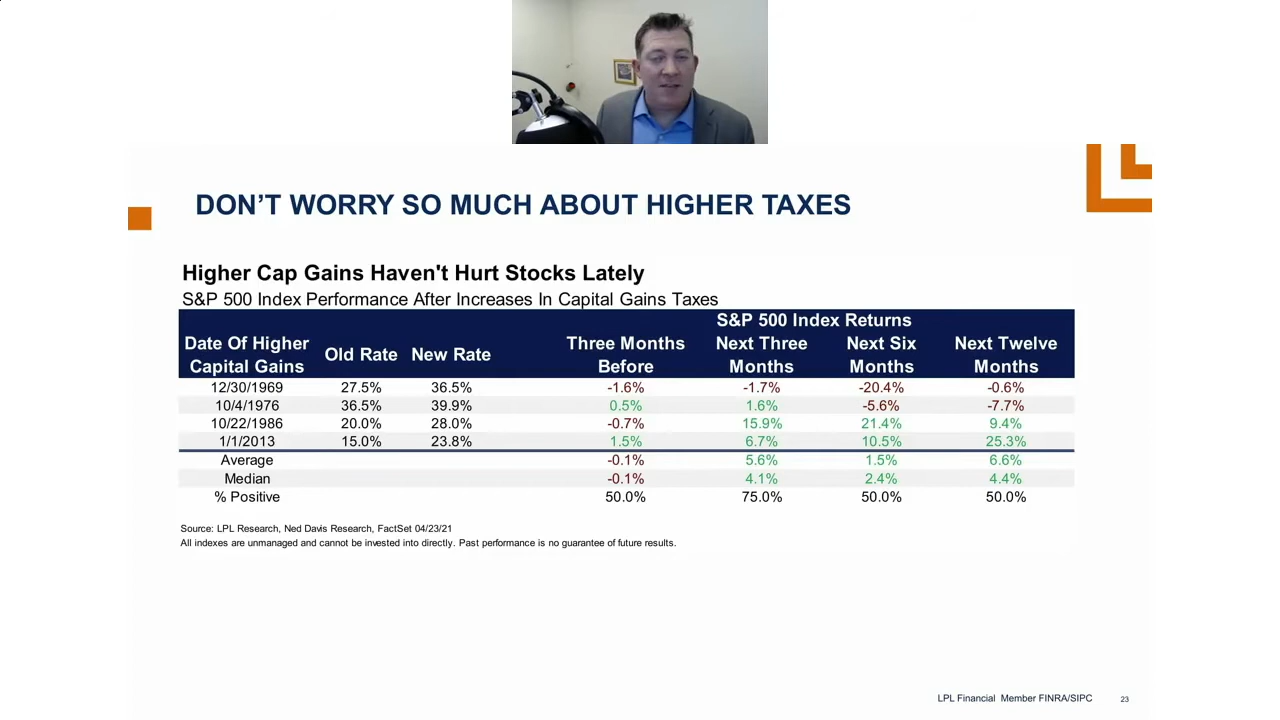 DON'T WORRY SO MUCH ABOUT HIGHER TAXES
Higher Cap Gains Haven't Hurt Stocks Lately
S&P 500 Index Performance After Increases In Capital Gains Taxes
S&P 500 Index Returns
Date Of Higher Capital Gains Old Rate New Rate Three Months Before Next Three Months Next Six Months Next Twelve Months
12/30/1969 27.5% 36.5% -1.6% -1.7% -20.4% -0.6%
10/4/1976 36.5% 39.9% 0.5% 1.6% -5.6% -7.7%
10/22/1986 20.0% 28.0% -0.7% 15.9% 21.4% 9.4%
1/1/2013 15.0% 23.8% 1.5% 6.7% 10.5% 25.3%
Average -0.1% 5.6% 1.5% 6.6%
Median -0.1% 4.1% 2.4% 4.4%
% Positive 50.0% 75.0% 50.0% 50.0%
Source: LPL Research, Ned Davis Research, FactSet 04/23/21
All indexes are unmanaged and cannot be invested into directly. Past performance is no guarantee of future results.
LPL Financial Member FINRA/SIPC 23